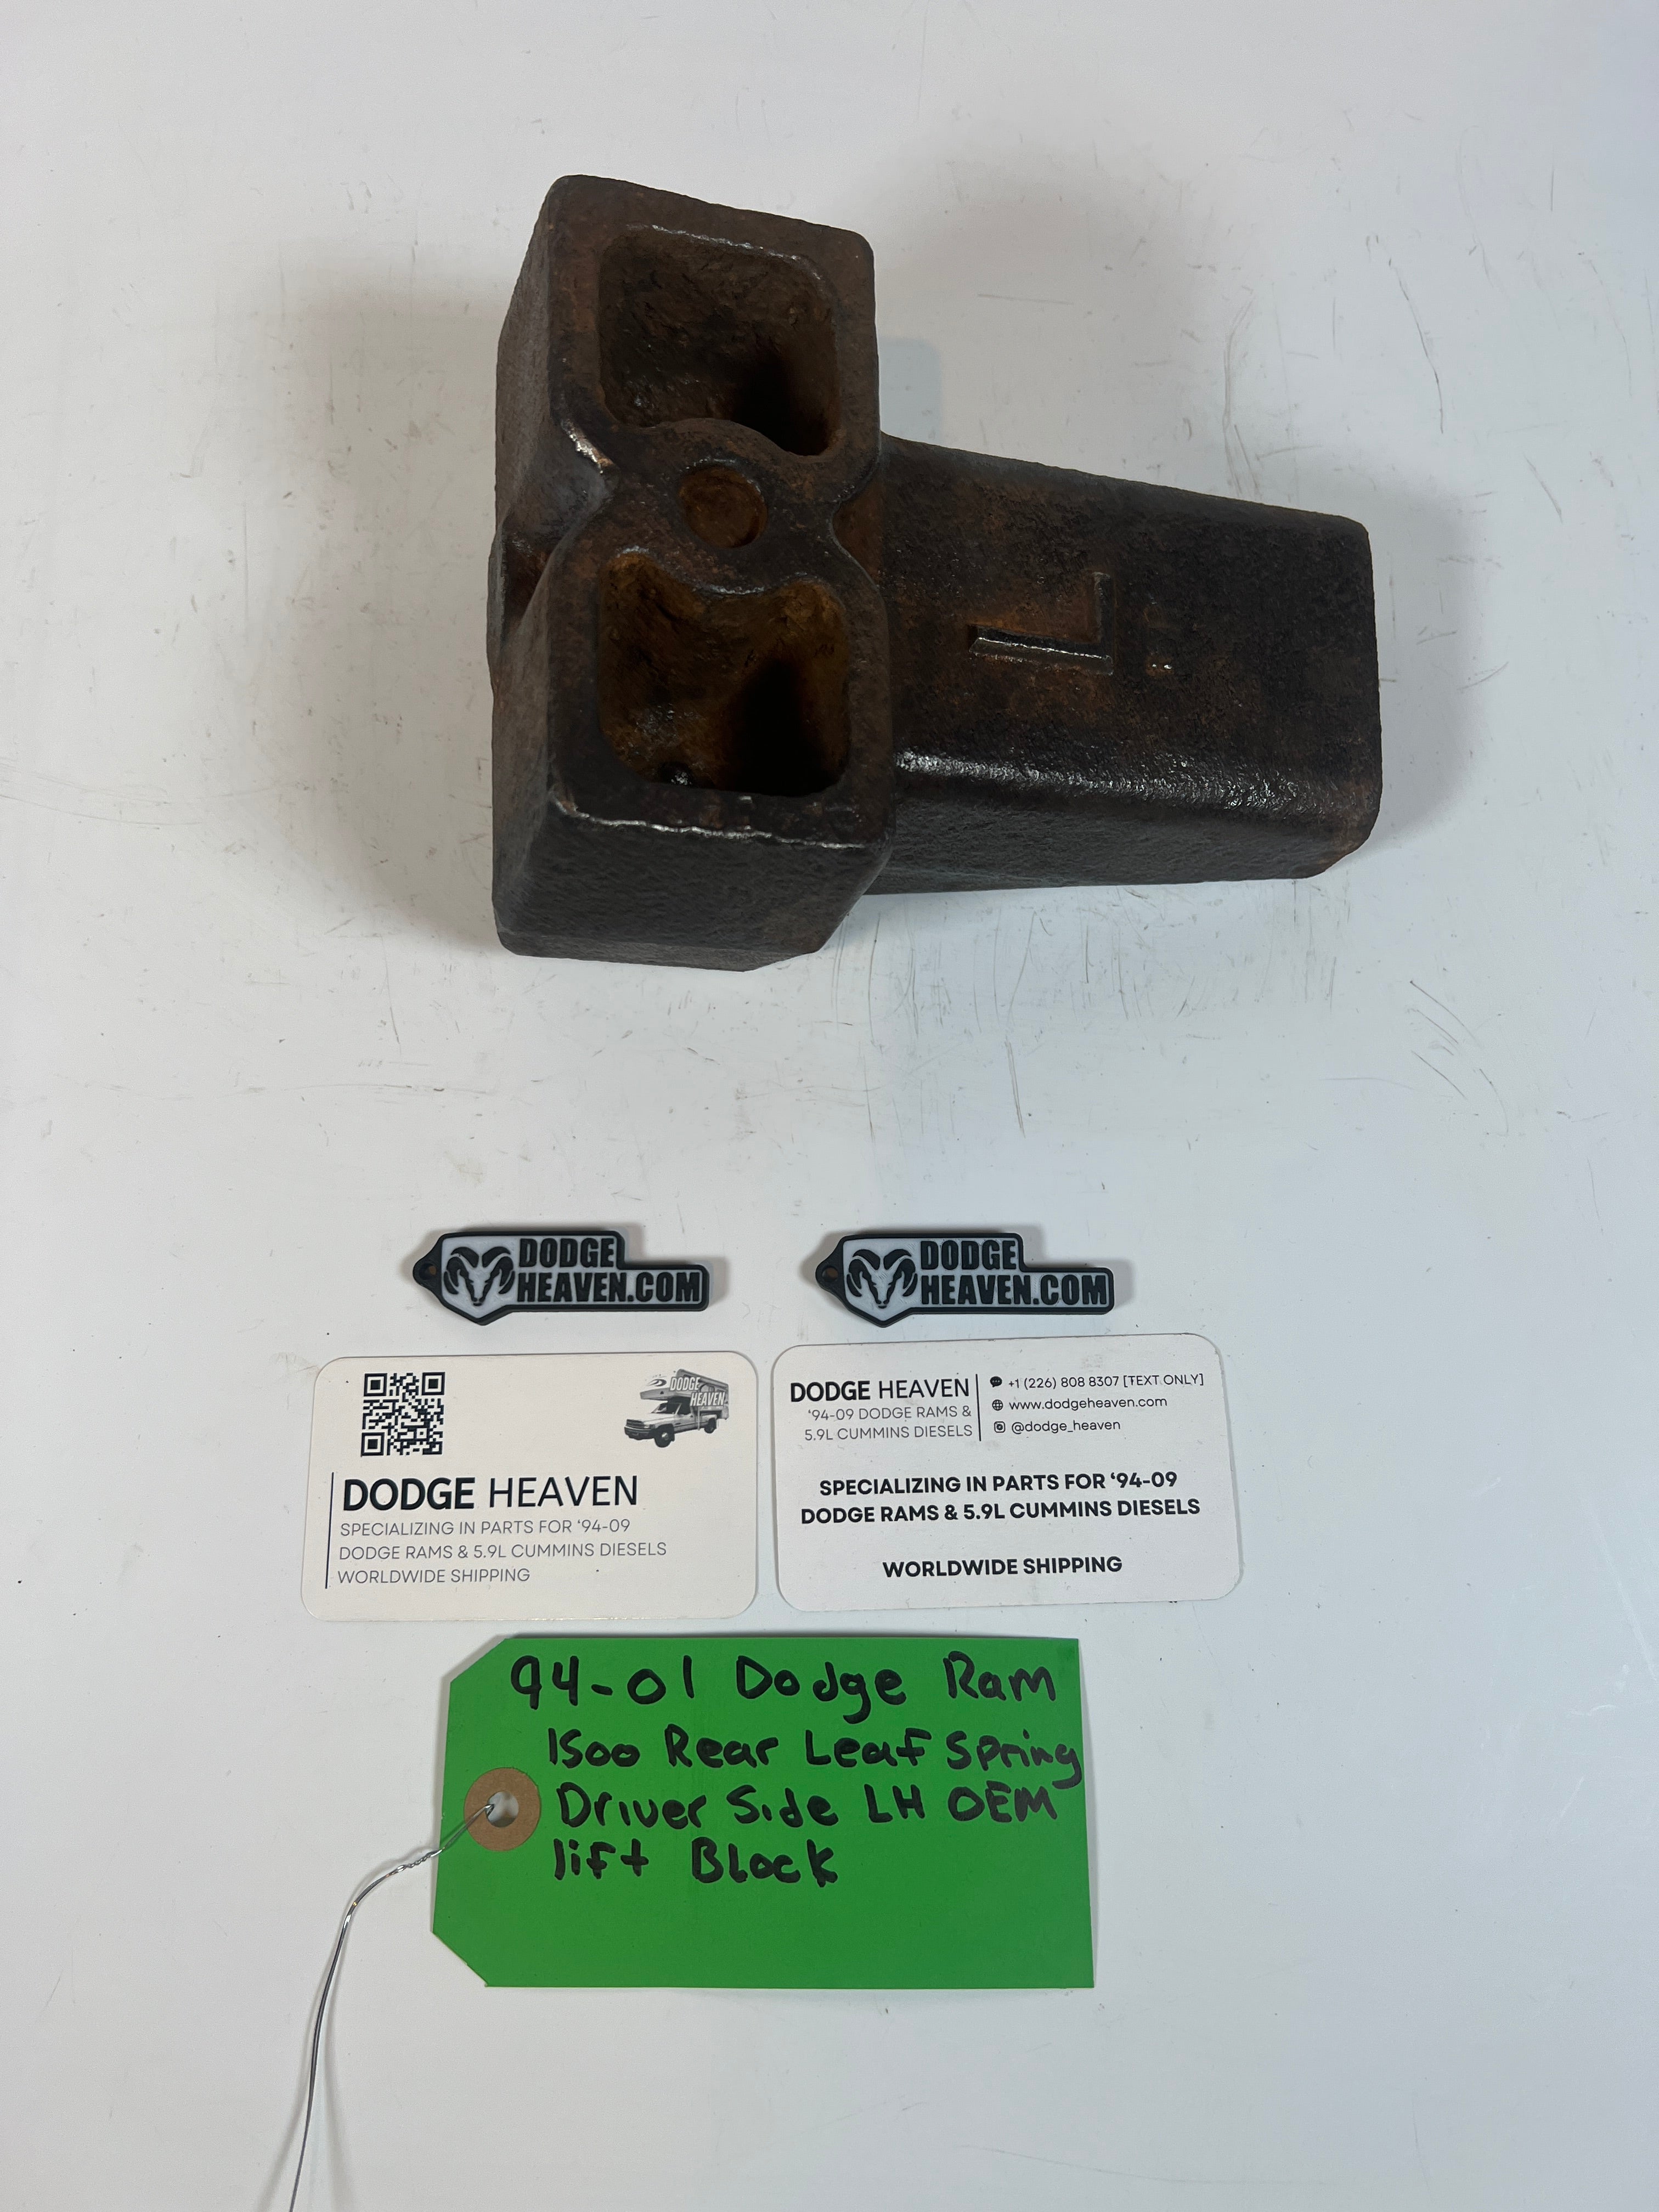 L
DODGE
HEAVEN.COM
DODGE
HEAVEN.COM
DODGE
HEAVEN
DODGE HEAVEN
SPECIALIZING IN PARTS FOR ‘94-09
DODGE RAMS & 5.9L CUMMINS DIESELS
WORLDWIDE SHIPPING
DODGE HEAVEN
‘94-09 DODGE RAMS &
5.9L CUMMINS DIESELS
+1 (226) 808 8307 [TEXT ONLY]
www.dodgeheaven.com
@dodge_heaven
SPECIALIZING IN PARTS FOR ‘94-09
DODGE RAMS & 5.9L CUMMINS DIESELS
WORLDWIDE SHIPPING
94-01 Dodge Ram
1500 Rear Leaf Spring
Driver Side LH OEM
lift Block